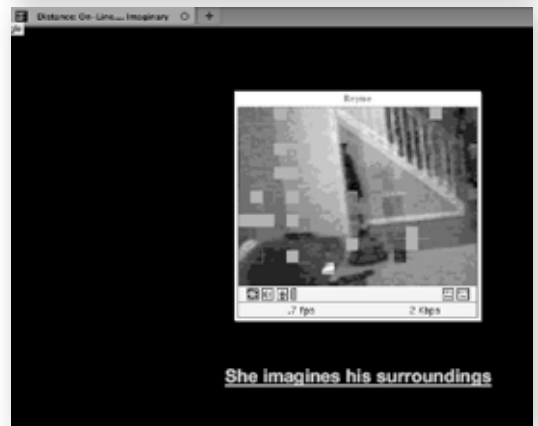 Distance: On-Line.... Imaginary
.7 fps
2 Kbps
She imagines his surroundings